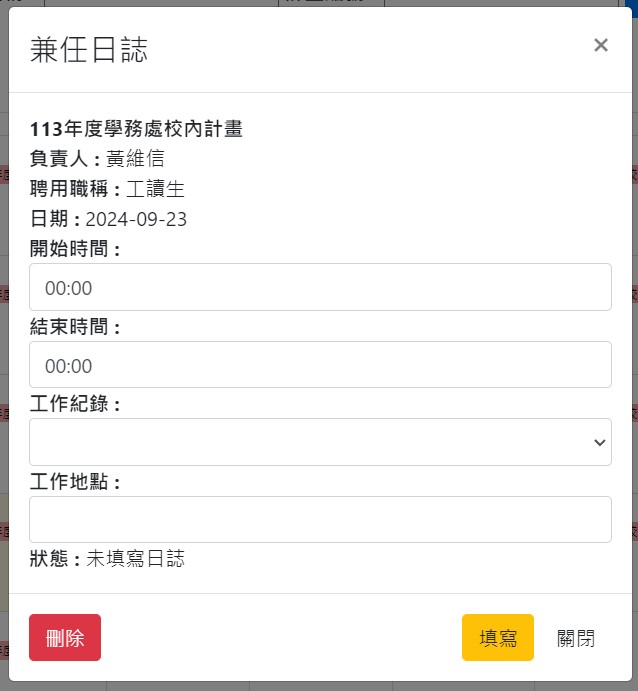 兼任日誌
×
113年度學務處校內計畫
負責人 : 黃維信
聘用職稱 : 工讀生
日期 : 2024-09-23
開始時間 :
00:00
結束時間 :
00:00
工作紀錄 :
工作地點 :
狀態 : 未填寫日誌
刪除
填寫
關閉